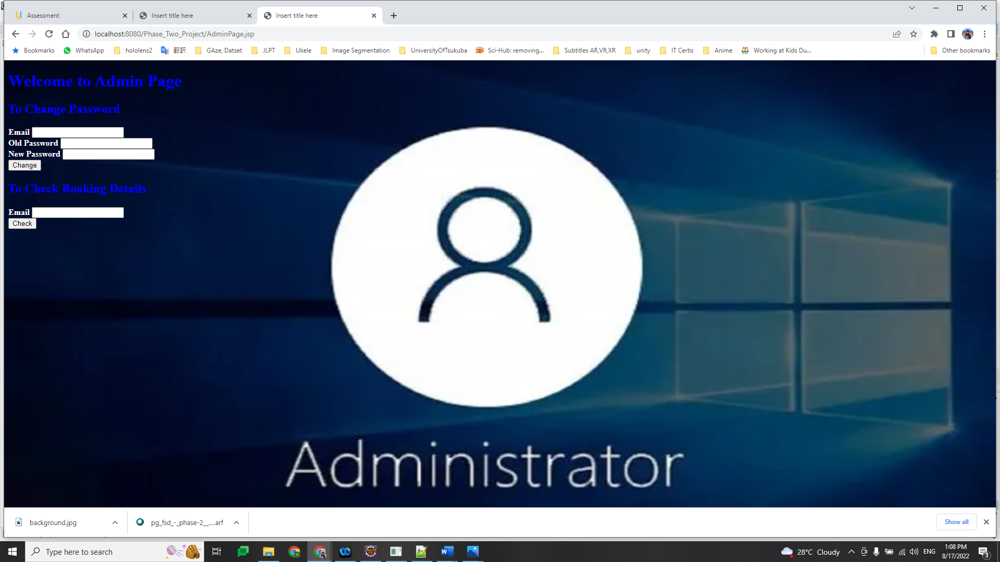 Assessment
Insert title here
Insert title here
localhost:8080/Phase_Two_Project/AdminPage.jsp
Bookmarks
WhatsApp
hololens2
翻訳
GAze, Datset
JLPT
Ukele
Image Segmentation
UniversityOfTsukuba
Sci-Hub: removing...
Subtitles AR,VR,XR
unity
IT Certis
Anime
Working at Kids Du...
Other bookmarks
Welcome to Admin Page
To Change Password
Email
Old Password
New Password
Change
To Check Booking Details
Email
Check
Administrator
background.jpg
pg_fsd_-_phase-2__....arf
Show all
Type here to search
28°C Cloudy
ENG
1:08 PM
8/17/2022
3